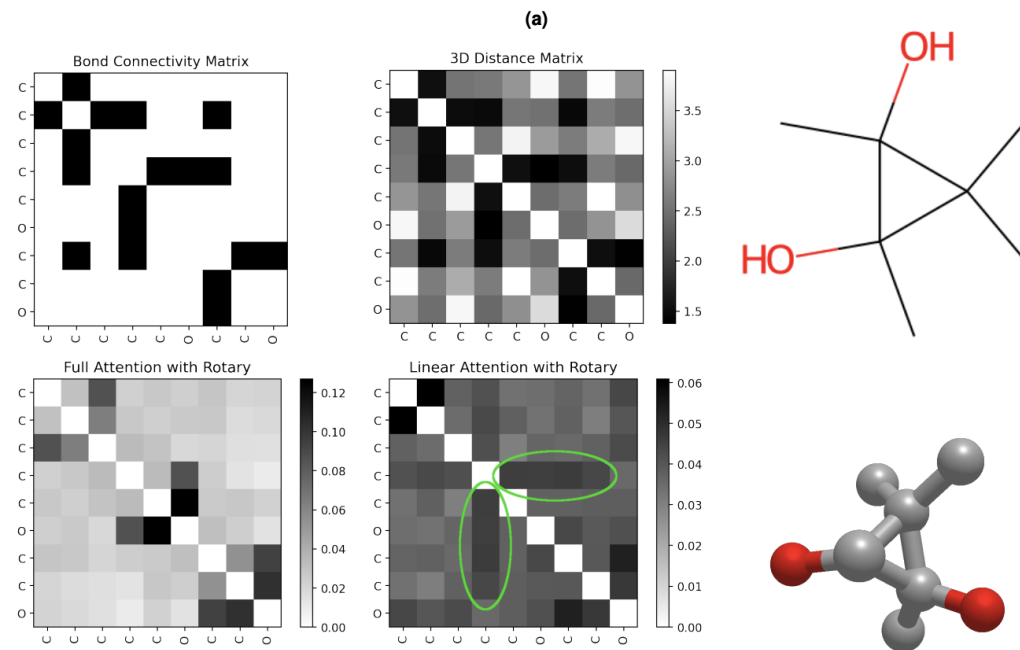 (a)
Bond Connectivity Matrix
C
C
C
C
C
O
C
C
O
C C C C C O C C O
3D Distance Matrix
C
C
C
C
C
O
C
C
O
C C C C C O C C O
3.5
3.0
2.5
2.0
1.5
OH
HO
Full Attention with Rotary
C
C
C
C
C
O
C
C
O
C C C C C O C C O
0.12
0.10
0.08
0.06
0.04
0.02
0.00
Linear Attention with Rotary
C
C
C
C
C
O
C
C
O
C C C C C O C C O
0.06
0.05
0.04
0.03
0.02
0.01
0.00